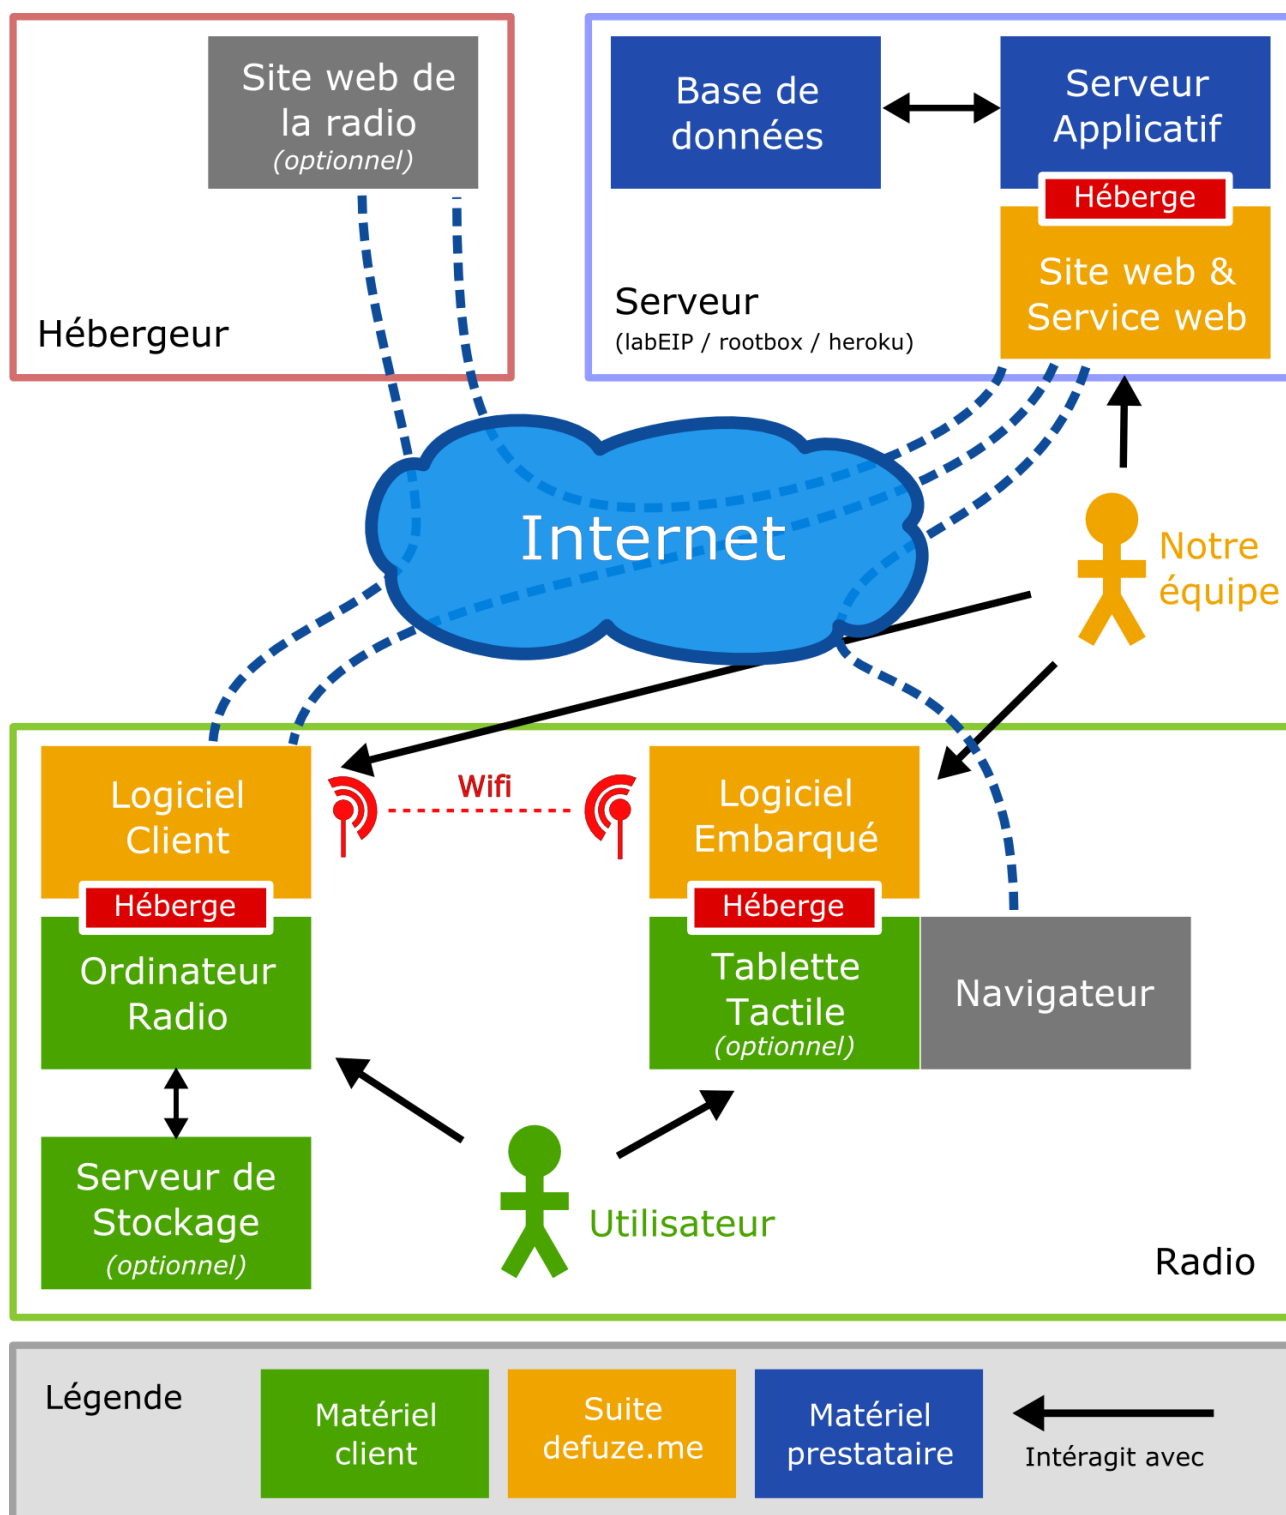 Site web de
la radio
(optionnel)
Hébergeur
Base de
données
Serveur
Applicatif
Héberge
Site web &
Service web
Serveur
(labEIP / rootbox / heroku)
Internet
Notre
équipe
Logiciel
Client
Wifi
Logiciel
Embarqué
Héberge
Ordinateur
Radio
Héberge
Tablette
Tactile
(optionnel)
Navigateur
Serveur de
Stockage
(optionnel)
Utilisateur
Radio
Légende
Matériel
client
Suite
defuze.me
Matériel
prestataire
Intéragit avec